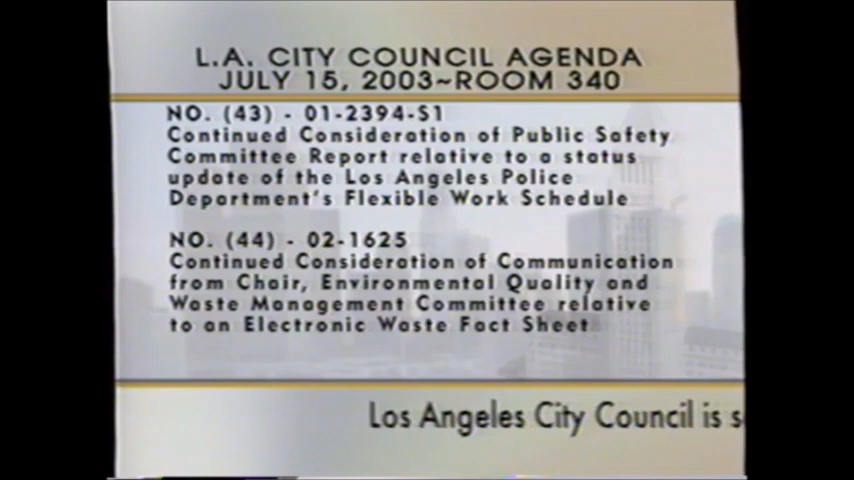 L.A. CITY COUNCIL AGENDA
JULY 15, 2003~ROOM 340
NO. (43) - 01-2394-S1
Continued Consideration of Public Safety
Committee Report relative to a status
update of the Los Angeles Police
Department's Flexible Work Schedule
NO. (44) - 02-1625
Continued Consideration of Communication
from Chair, Environmental Quality and
Waste Management Committee relative
to an Electronic Waste Fact Sheet
Los Angeles City Council is s